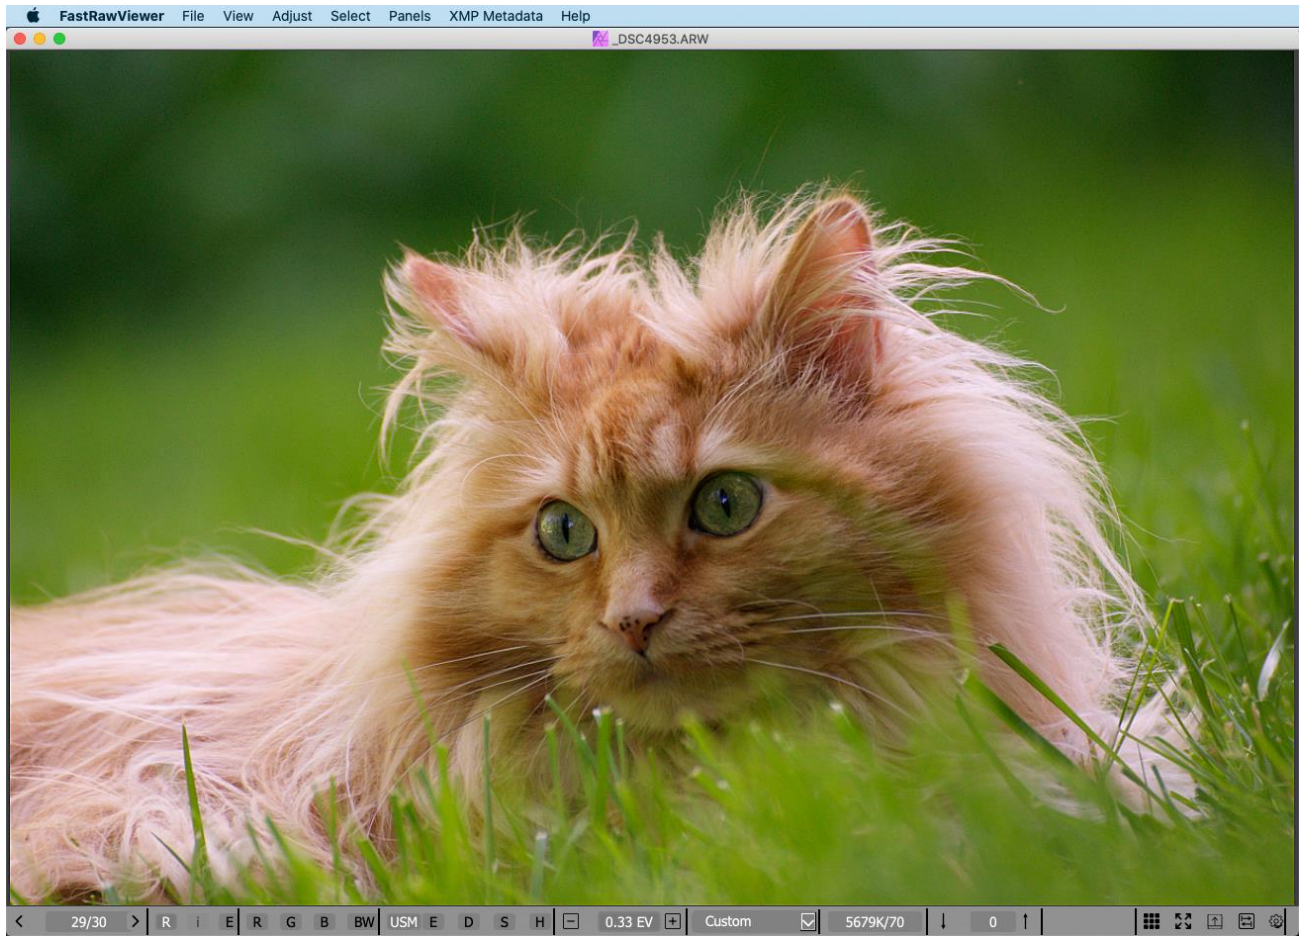 FastRawViewer File View Adjust Select Panels XMP Metadata Help
_DSC4953.ARW
29/30 R i E R G B BW USM E D S H 0.33 EV Custom 5679K/70 0